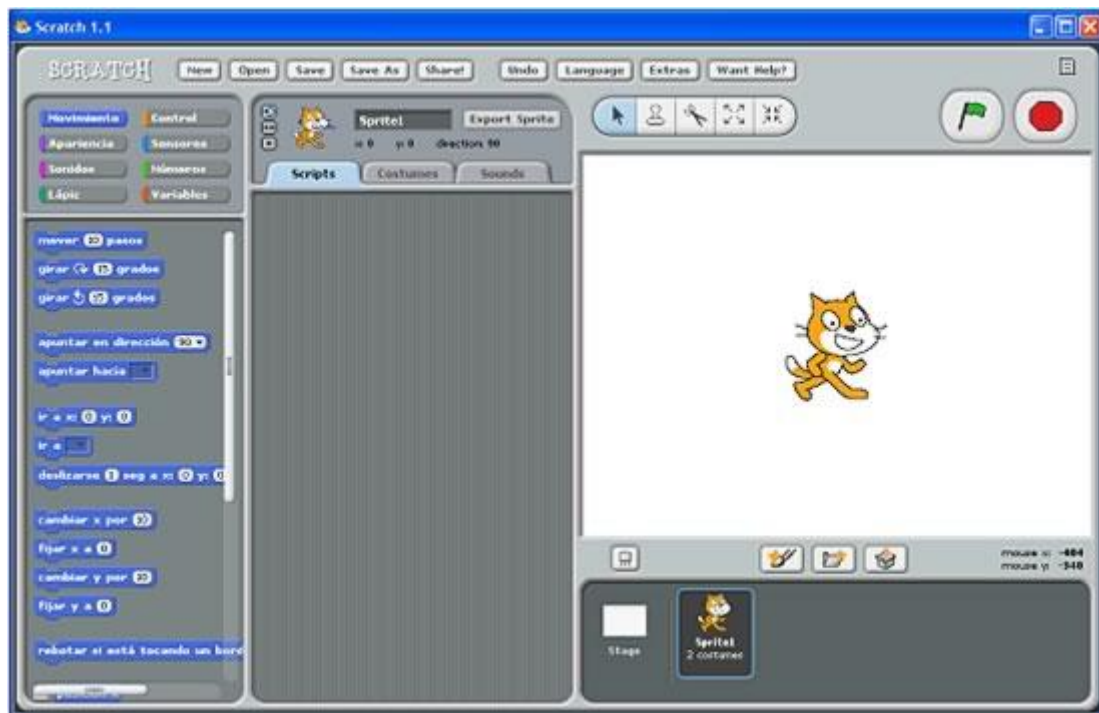 Scratch 1.1
SCRATCH New Open Save Save As Share! Undo Language Extras Want Help?
Movimiento Control
Apariencia Sensores
Sonidos Números
Lápiz Variables
Sprite1 Export Sprite
x: 0 y: 0 direction: 90
Scripts Costumes Sounds
mover 10 pasos
girar 15 grados
girar 15 grados
apuntar en dirección 90
apuntar hacia
ir a x: 0 y: 0
ir a
deslizarse 1 seg a x: 0 y: 0
cambiar x por 10
fijar x a 0
cambiar y por 10
fijar y a 0
rebotar si está tocando un bord
mouse x: -484
mouse y: -340
Stage
Sprite1
2 costumes